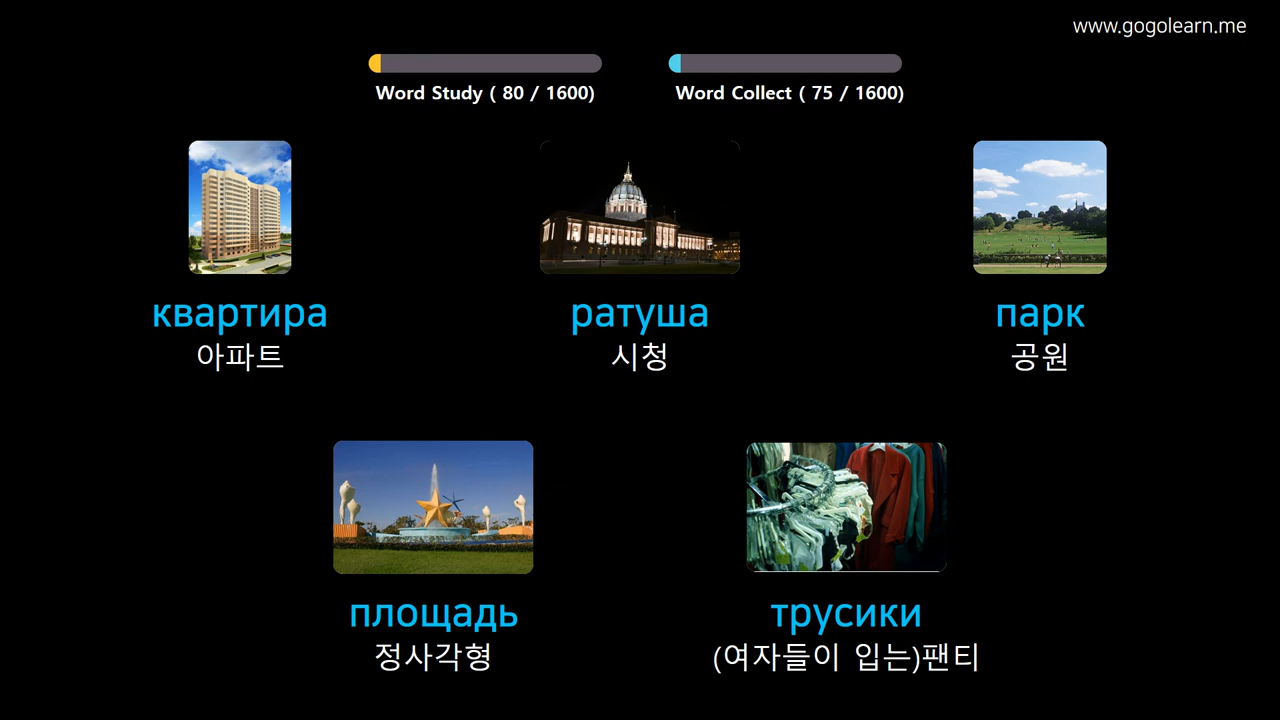 www.gogolearn.me
Word Study ( 80 / 1600)
Word Collect ( 75 / 1600)
квартира
아파트
ратуша
시청
парк
공원
площадь
정사각형
трусики
(여자들이 입는)팬티